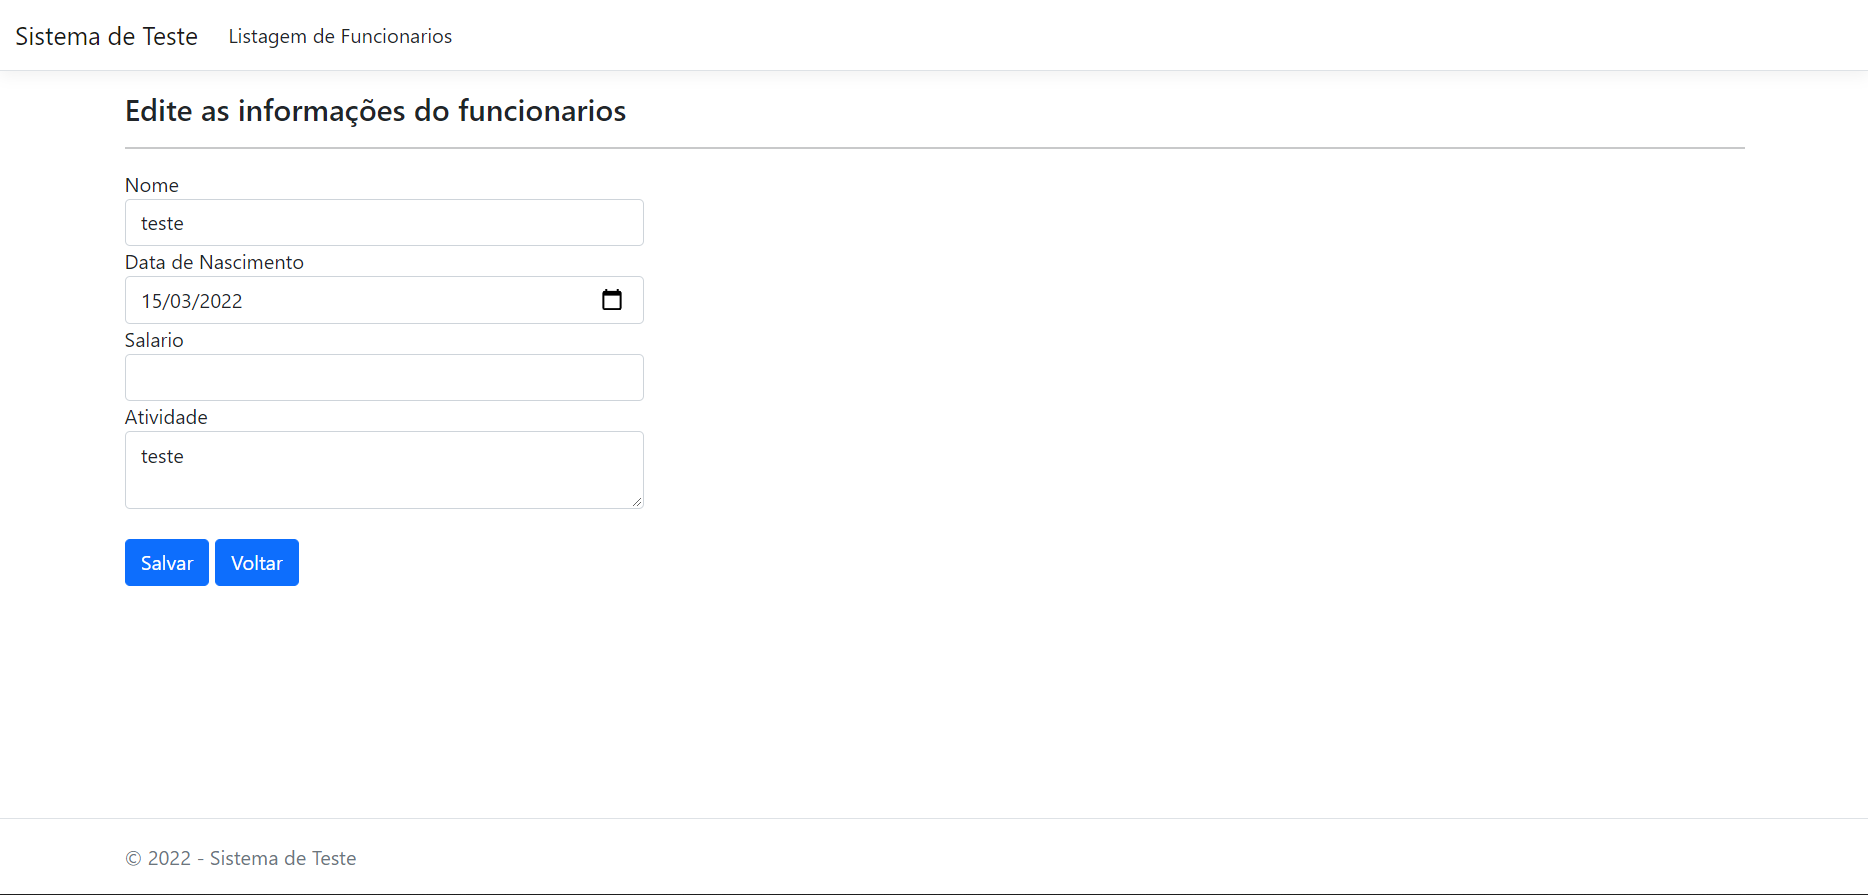 Sistema de Teste Listagem de Funcionarios
Edite as informações do funcionarios
Nome
teste
Data de Nascimento
15/03/2022
Salario
Atividade
teste
Salvar Voltar
© 2022 - Sistema de Teste